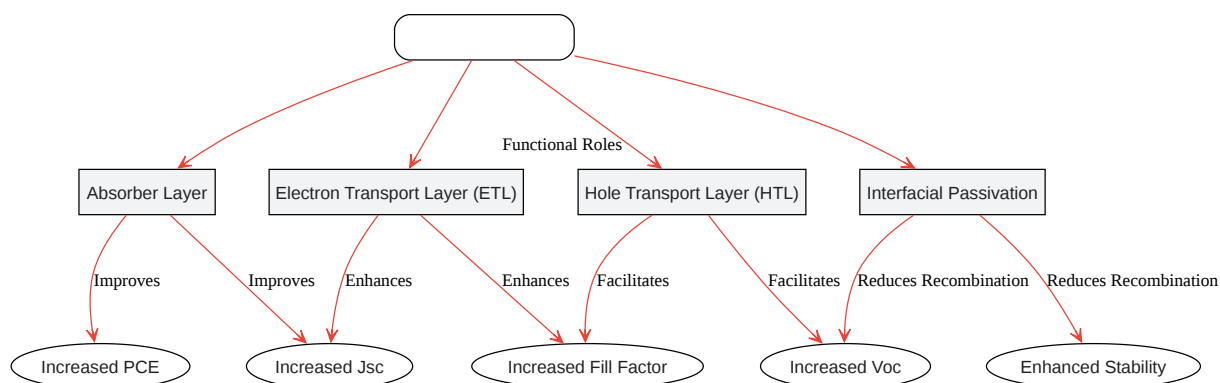 Functional Roles
Absorber Layer
Electron Transport Layer (ETL)
Hole Transport Layer (HTL)
Interfacial Passivation
Improves
Improves
Enhances
Enhances
Facilitates
Facilitates
Reduces Recombination
Reduces Recombination
Increased PCE
Increased Jsc
Increased Fill Factor
Increased Voc
Enhanced Stability